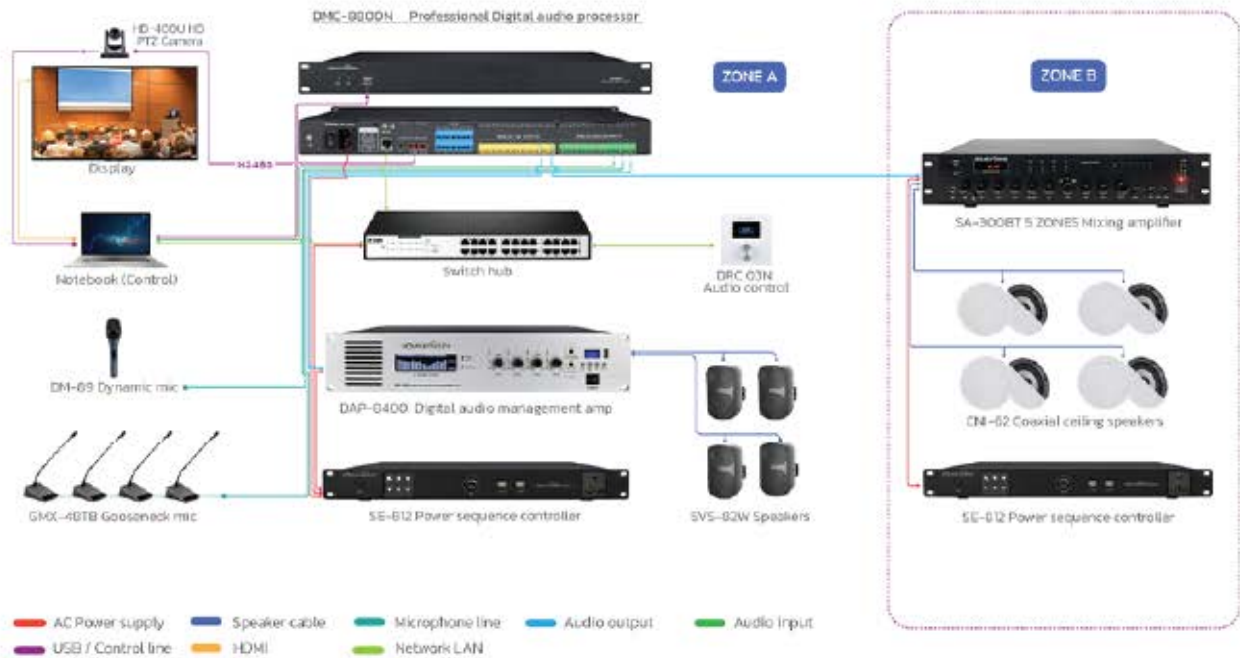 DMC-8800N Professional Digital audio processor
HD-400U HD
PTZ Camera
ZONE A
ZONE B
RS485
Display
SA-300BT 5 ZONES Mixing amplifier
Switch hub
DRC 03N
Audio control
Notebook (Control)
DM-89 Dynamic mic
DAP-8400 Digital audio management amp
CNI-62 Coaxial ceiling speakers
GMX-48TB Gooseneck mic
SE-812 Power sequence controller
SVS-82W Speakers
SE-812 Power sequence controller
AC Power supply
Speaker cable
Microphone line
Audio output
Audio input
USB / Control line
HDMI
Network LAN